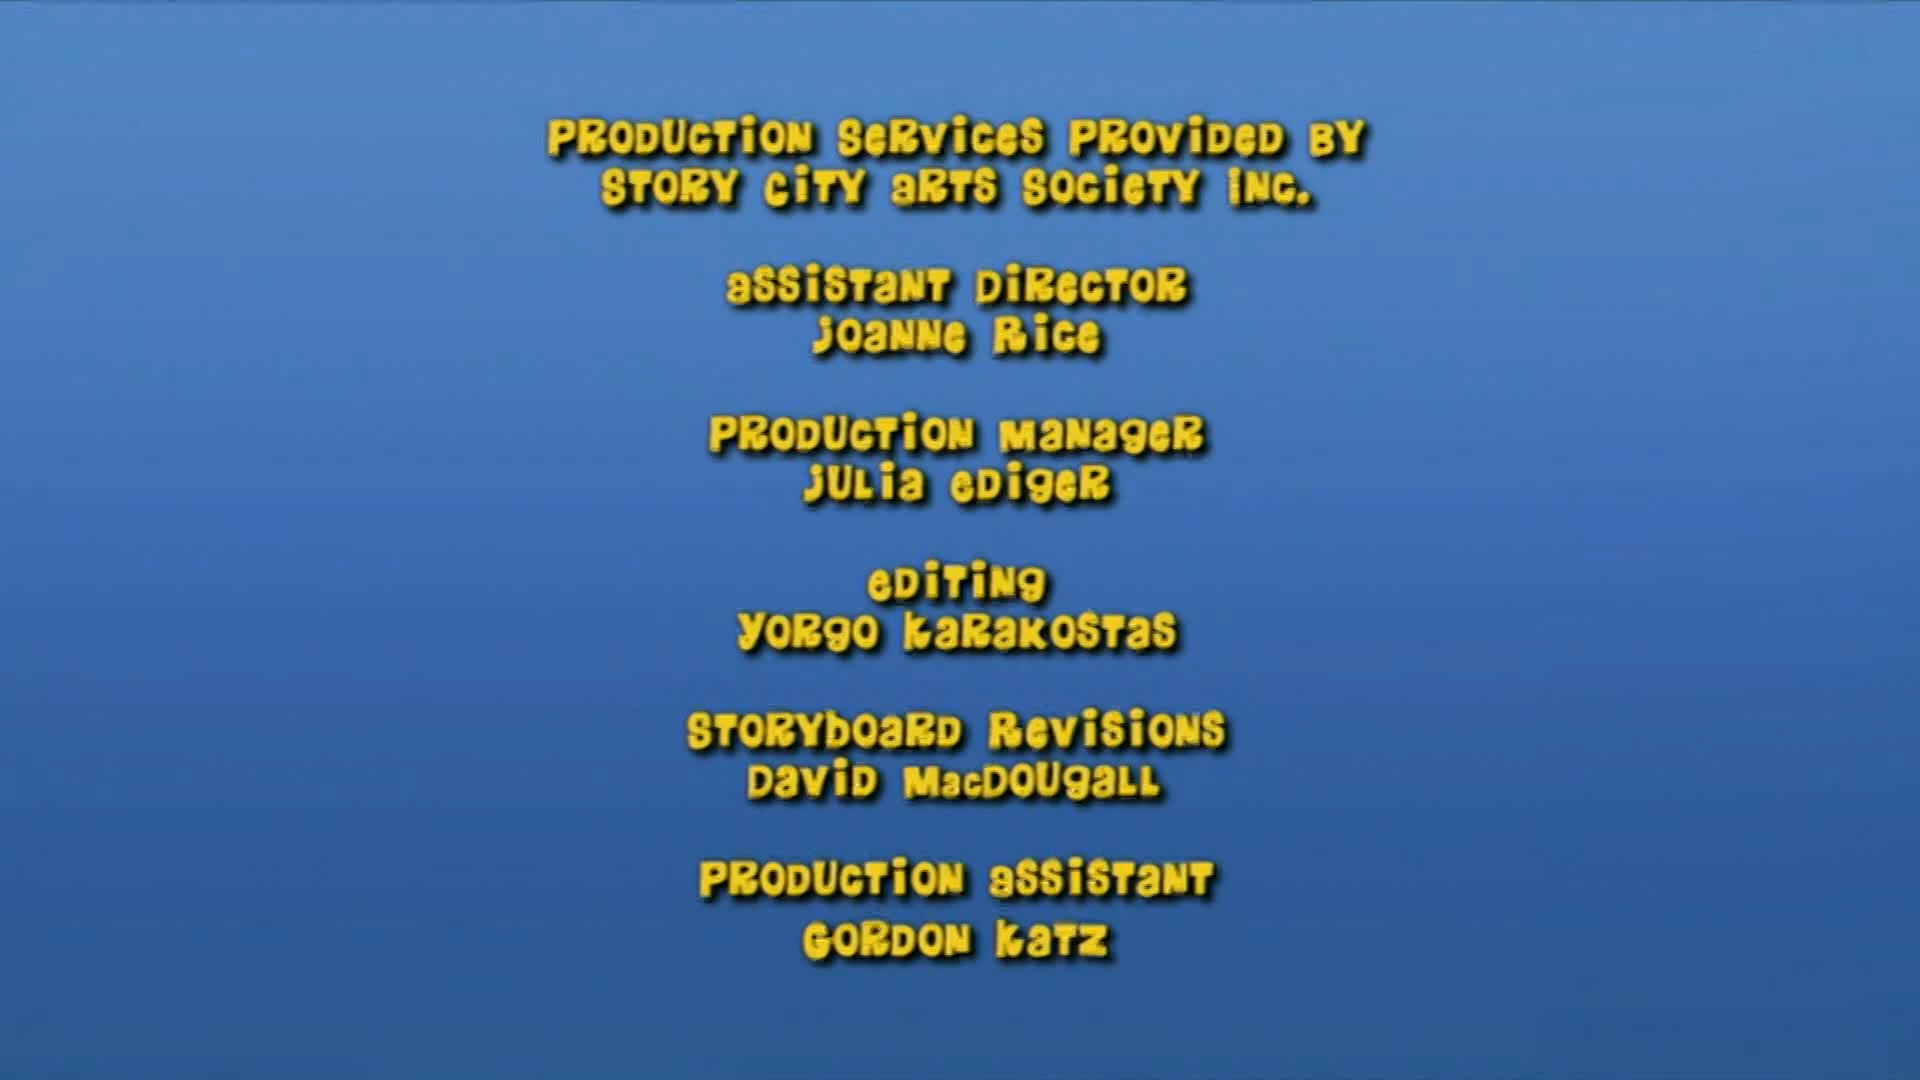 PRODUCTION SERVICES PROVIDED BY
STORY CITY ARTS SOCIETY INC.
ASSISTANT DIRECTOR
JOANNE RICE
PRODUCTION MANAGER
JULIA EDIGER
EDITING
YORGO KARAKOSTAS
STORYBOARD REVISIONS
DAVID MacDOUGALL
PRODUCTION ASSISTANT
GORDON KATZ